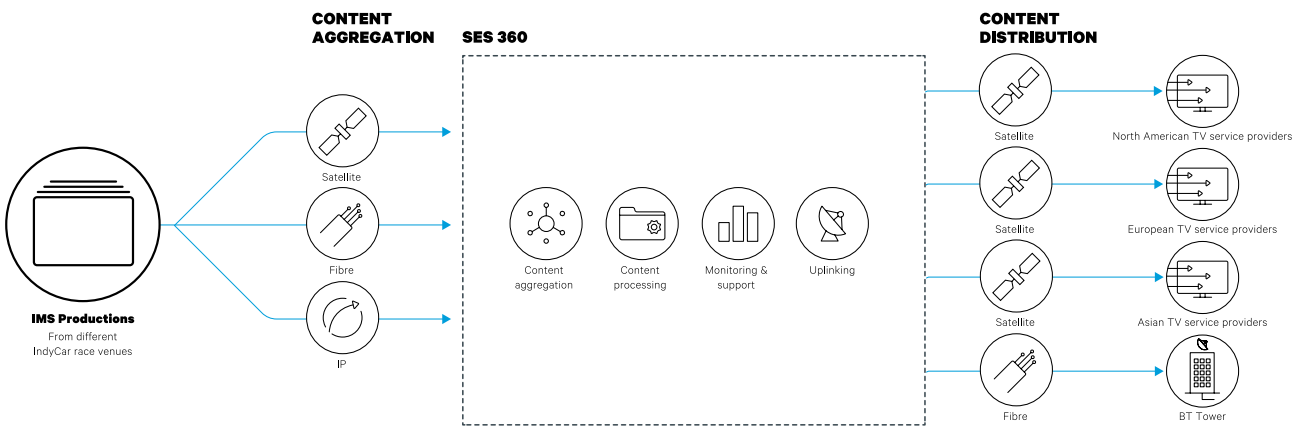 CONTENT
AGGREGATION
SES 360
CONTENT
DISTRIBUTION
IMS Productions
From different
IndyCar race venues
Satellite
Fibre
IP
Content
aggregation
Content
processing
Monitoring &
support
Uplinking
Satellite
North American TV service providers
Satellite
European TV service providers
Satellite
Asian TV service providers
Fibre
BT Tower